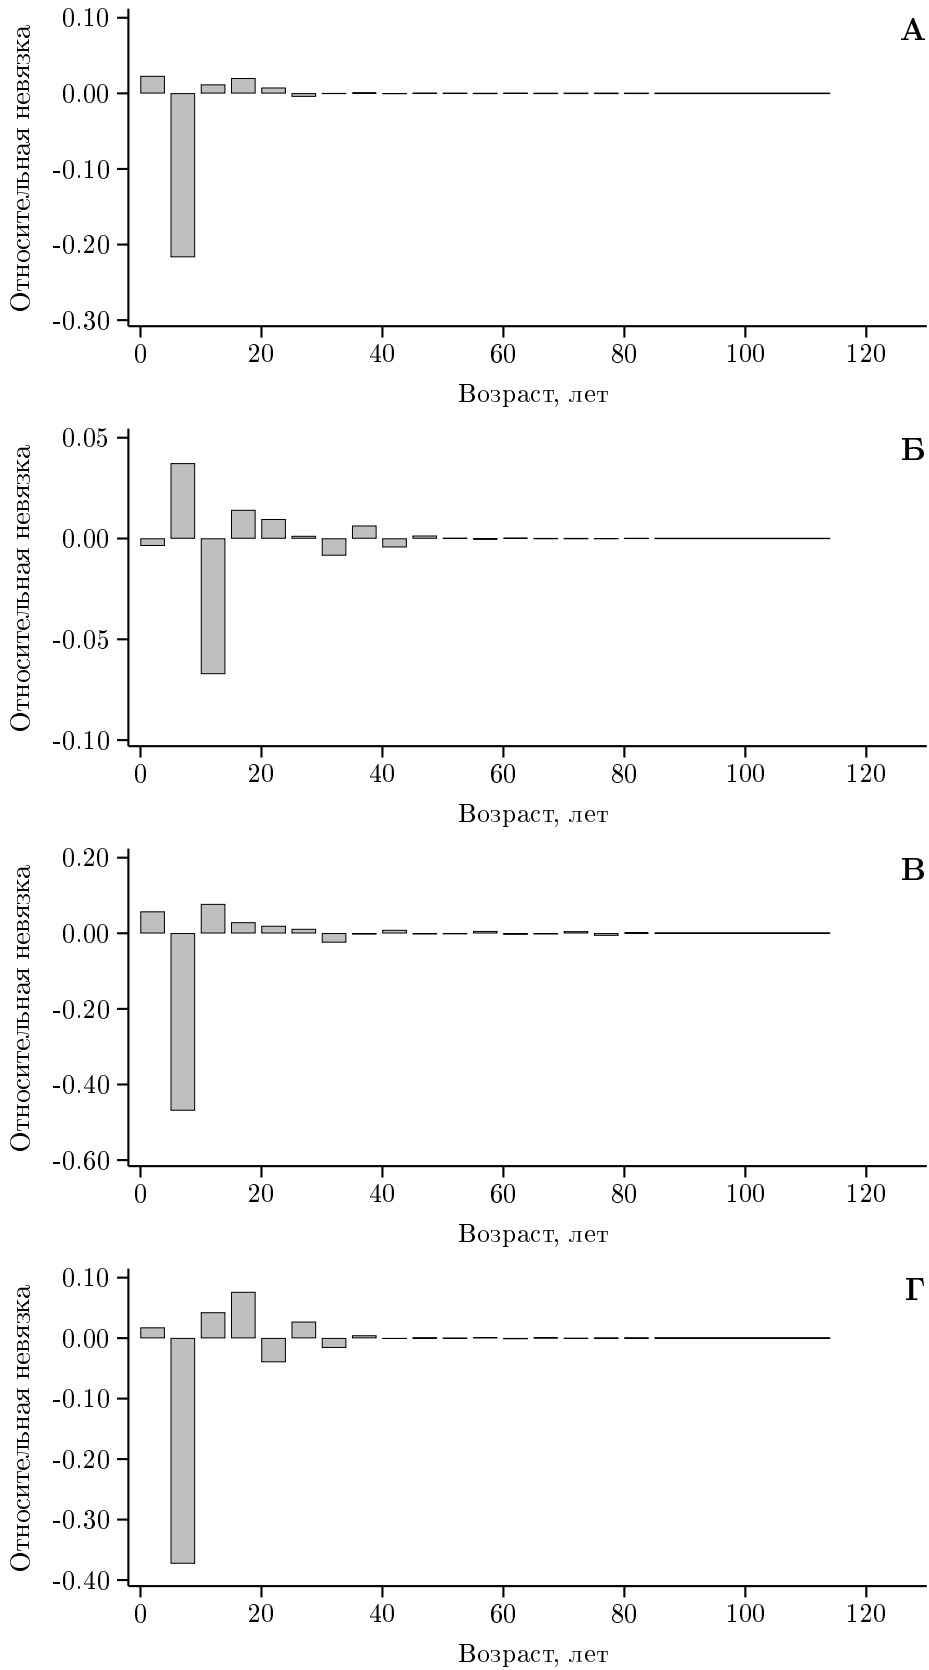 А
Относительная невязка
0.10
0.00
-0.10
-0.20
-0.30
0 20 40 60 80 100 120
Возраст, лет
Б
Относительная невязка
0.05
0.00
-0.05
-0.10
0 20 40 60 80 100 120
Возраст, лет
В
Относительная невязка
0.20
0.00
-0.20
-0.40
-0.60
0 20 40 60 80 100 120
Возраст, лет
Г
Относительная невязка
0.10
0.00
-0.10
-0.20
-0.30
-0.40
0 20 40 60 80 100 120
Возраст, лет